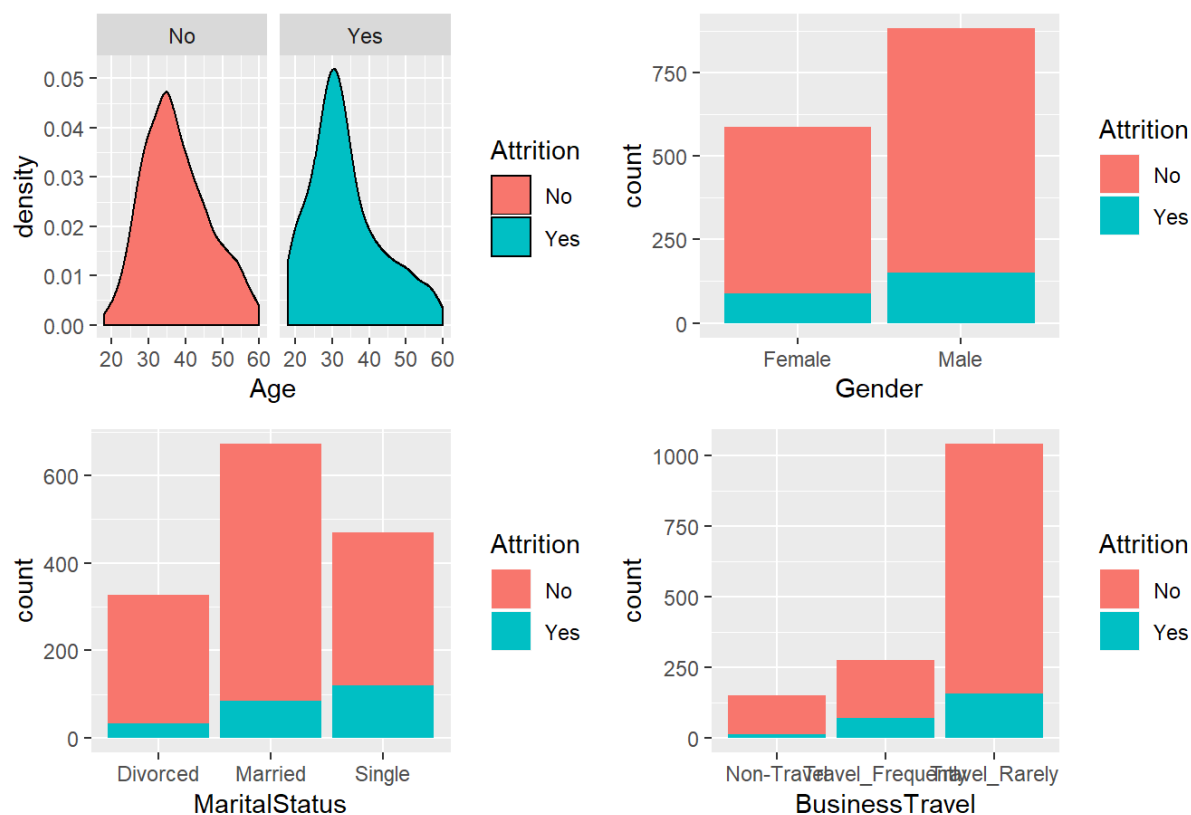 No
Yes
0.05
0.04
0.03
0.02
0.01
0.00
density
20 30 40 50 60
20 30 40 50 60
Age
Attrition
No
Yes
750
500
250
0
count
Female
Male
Gender
Attrition
No
Yes
600
400
200
0
count
Divorced
Married
Single
MaritalStatus
Attrition
No
Yes
1000
750
500
250
0
count
Non-Travel
Travel_Frequently
Travel_Rarely
BusinessTravel
Attrition
No
Yes